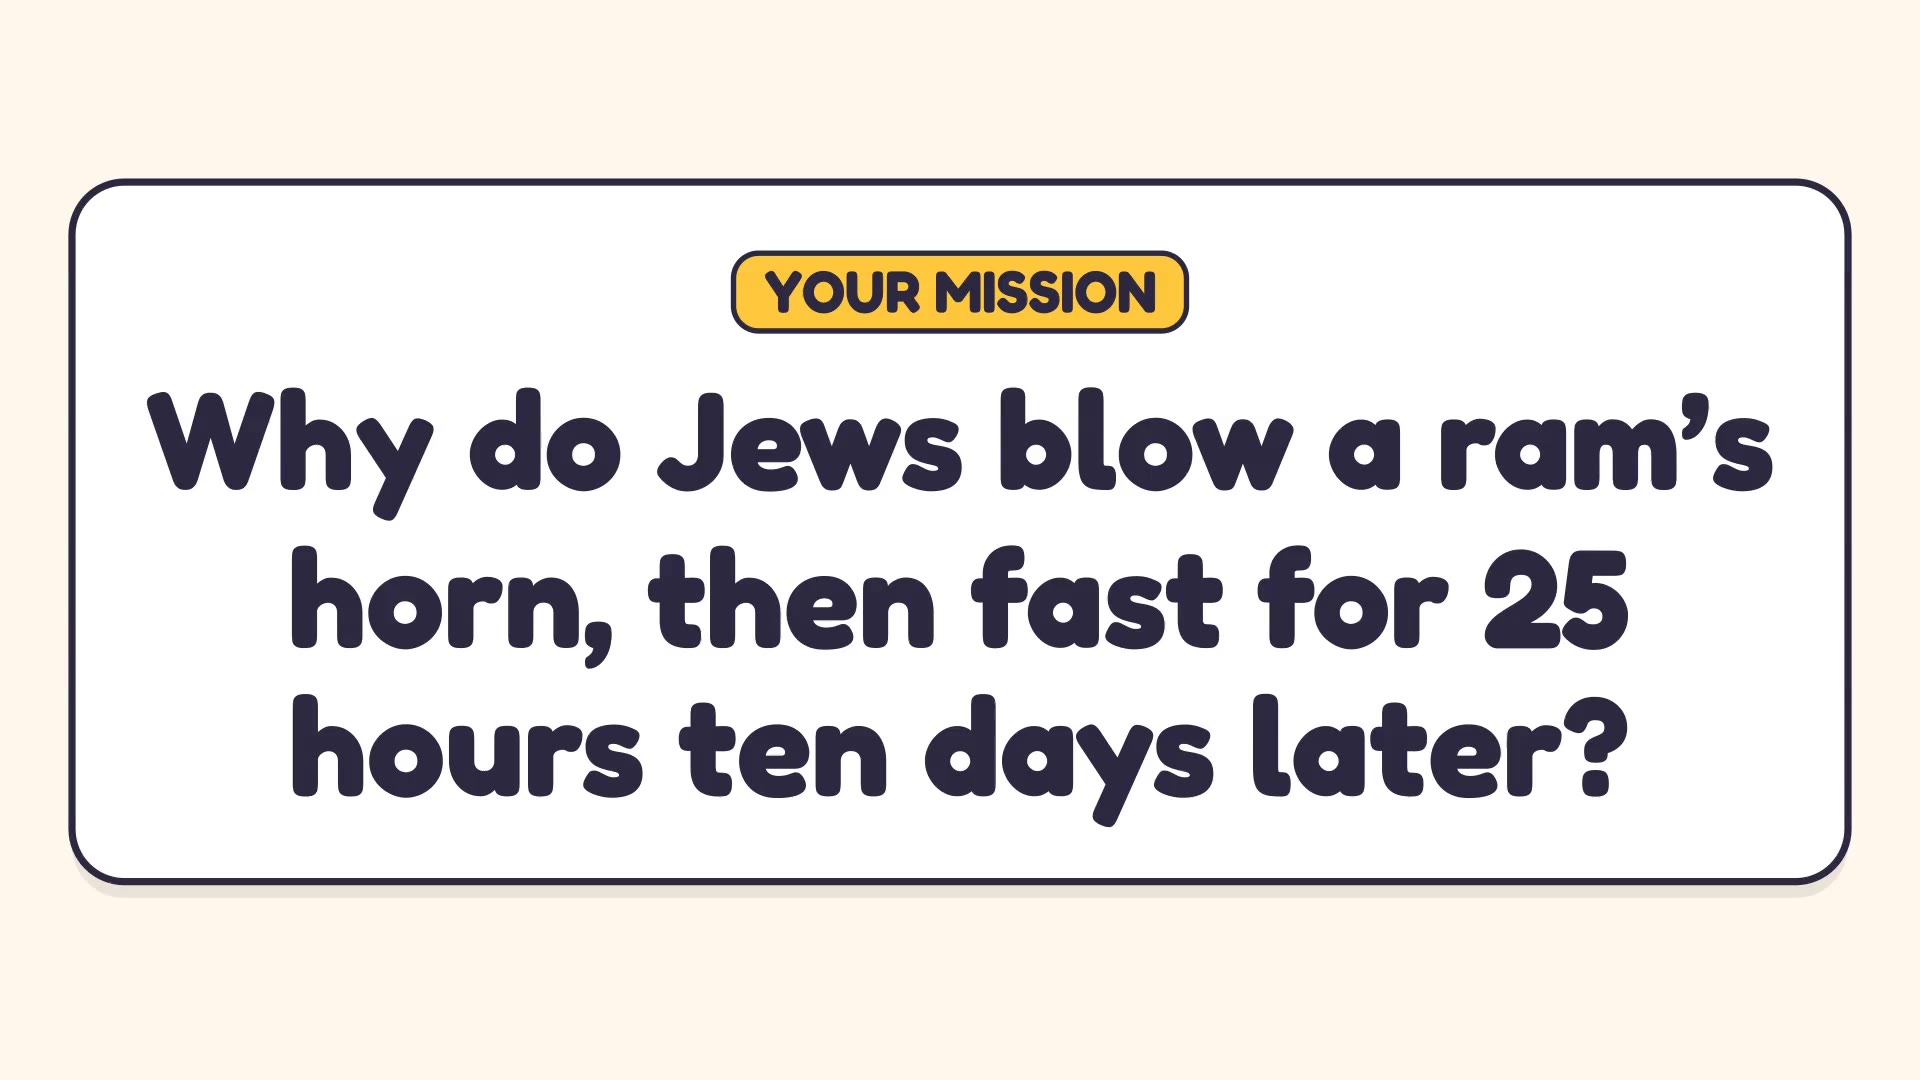 YOUR MISSION
Why do Jews blow a ram’s
horn, then fast for 25
hours ten days later?